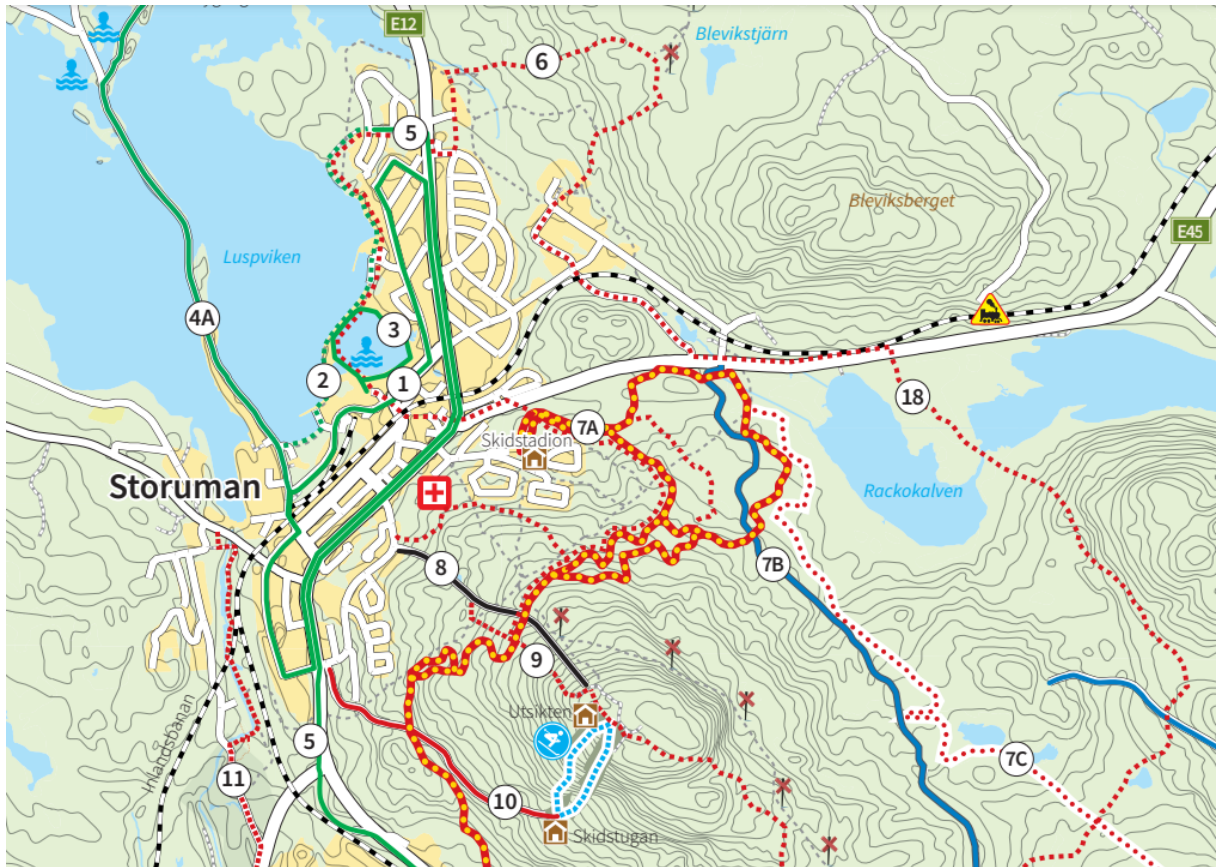 E12
Blevikstjärn
6
5
Bleviksberget
E45
Luspviken
4A
3
2
1
18
7A
Skidstadion
Storuman
Rackokalven
8
7B
9
Utsikten
Inlandsbanan
5
11
7C
10
Skidstugan